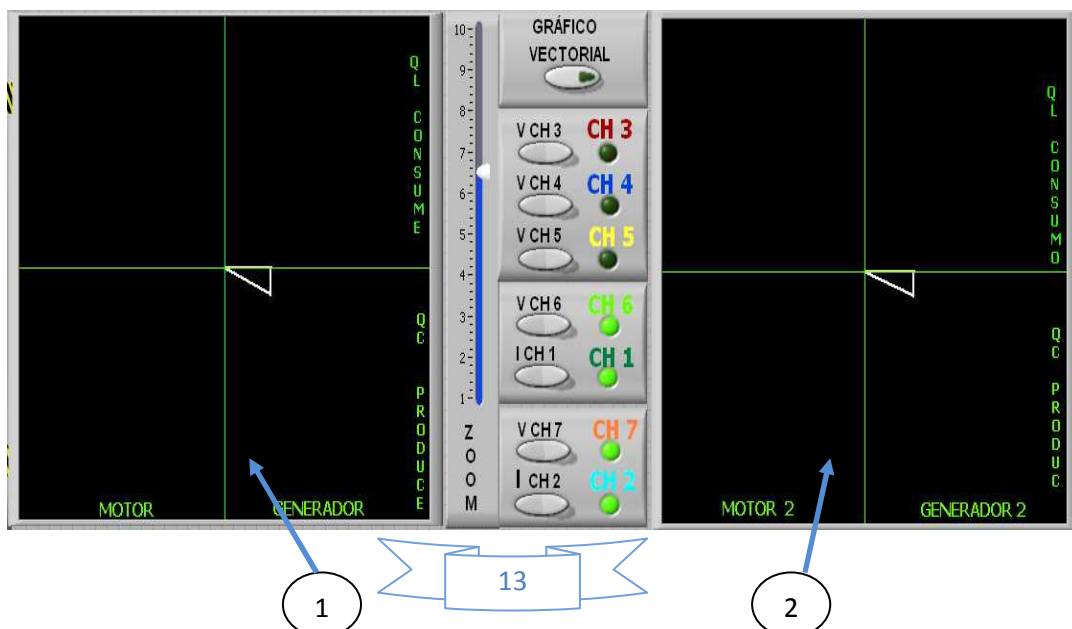 QL CONSUME
QC PRODUCE
MOTOR
GENERADOR
10
9
8
7
6
5
4
3
2
1
ZOOM
GRÁFICO
VECTORIAL
V CH 3 CH 3
V CH 4 CH 4
V CH 5 CH 5
V CH 6 CH 6
I CH 1 CH 1
V CH 7 CH 7
I CH 2 CH 2
QL CONSUMO
QC PRODUC
MOTOR 2
GENERADOR 2
13
1
2